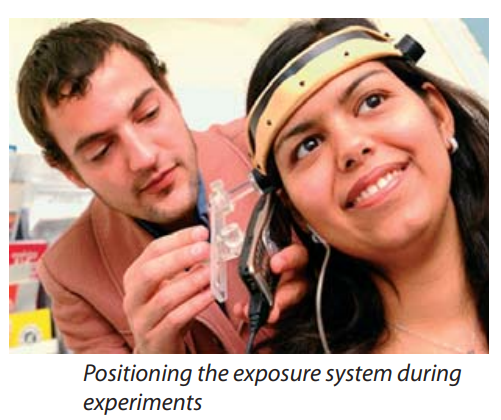 Positioning the exposure system during
experiments